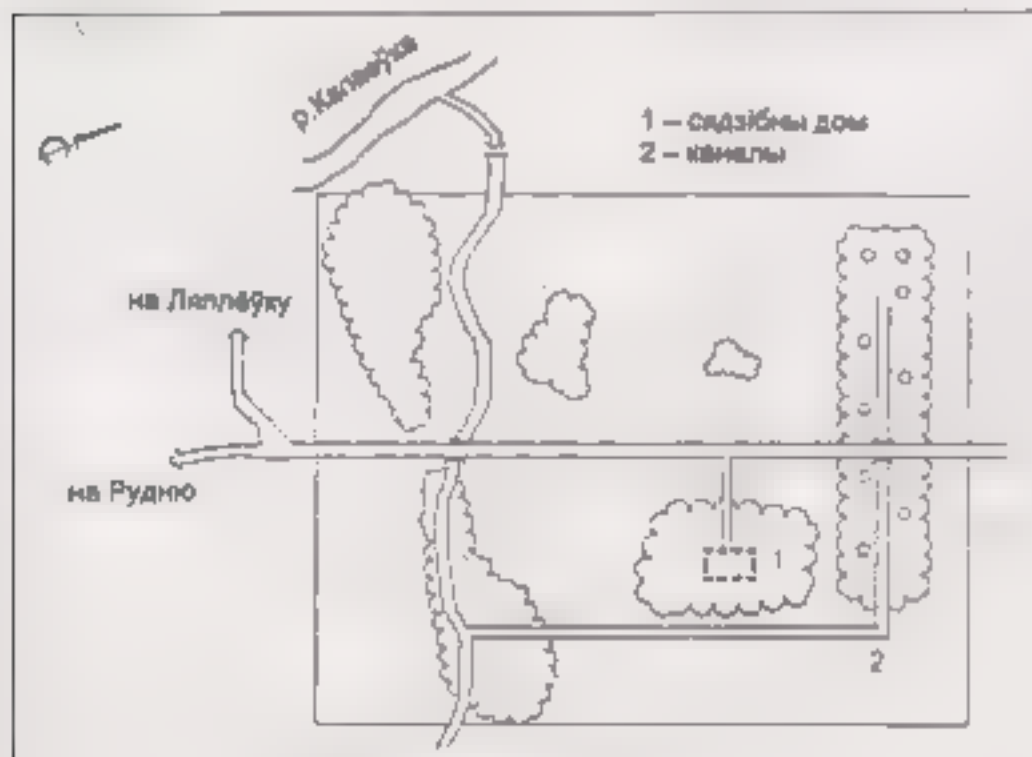 р.
1 – сядзібны дом
2 – каналы
на Ляплёўку
на Рудню
1
2